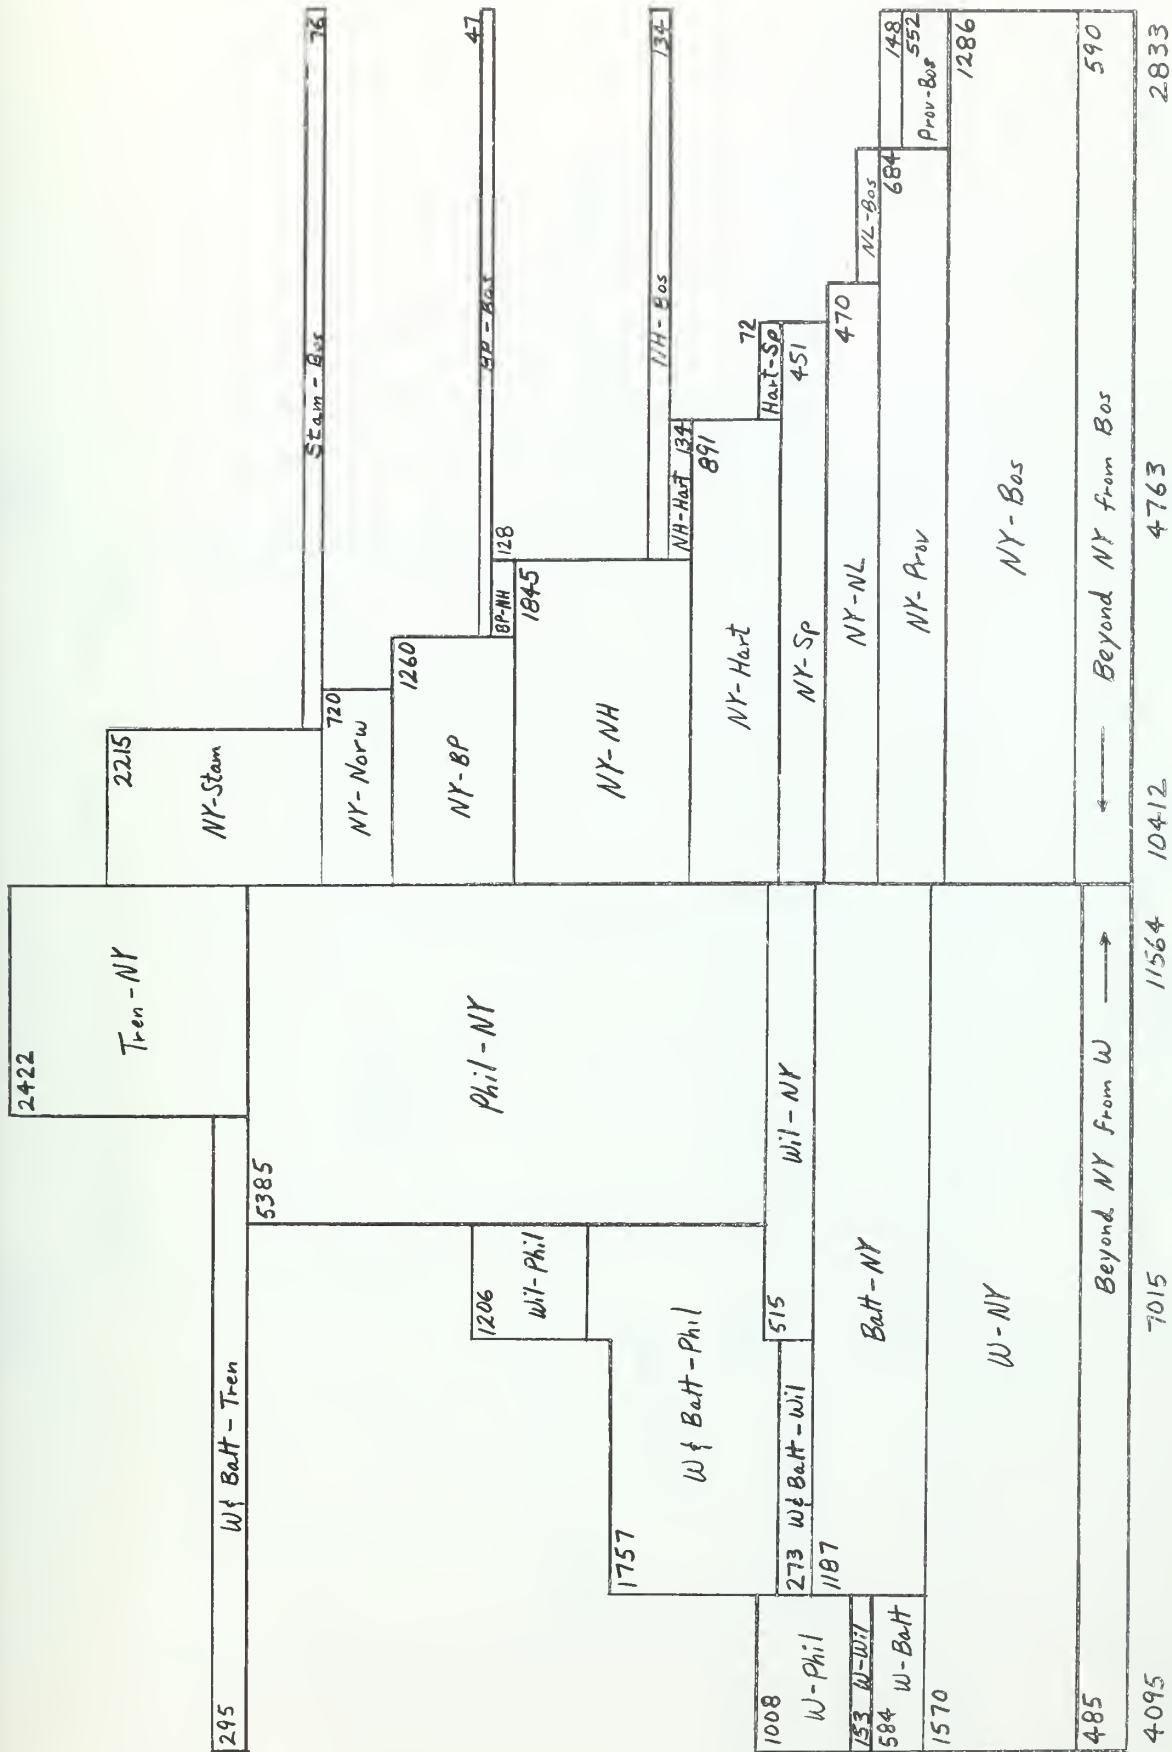 2422
Tren-NY
295
W & Balt-Tren
5385
Phil-NY
1206
Wil-Phil
1757
W & Balt-Phil
515
Wil-NY
273 W & Balt-Wil
1008
W-Phil
153 W-Wil
1187
Balt-NY
584
W-Balt
1570
W-NY
485
Beyond NY from W →
4095
7015
11564
2215
NY-Stam
Stam-Bos
76
720
NY-Norw
1260
NY-BP
BP-Bos
47
BP-NH
128
1845
NY-NH
NH-Bos
134
NH-Hart 134
891
NY-Hart
72
Hart-Sp
451
NY-Sp
470
NY-NL
NL-Bos
148
684
NY-Prov
552
Prov-Bos
1286
NY-Bos
590
← Beyond NY from Bos
10412
4763
2833